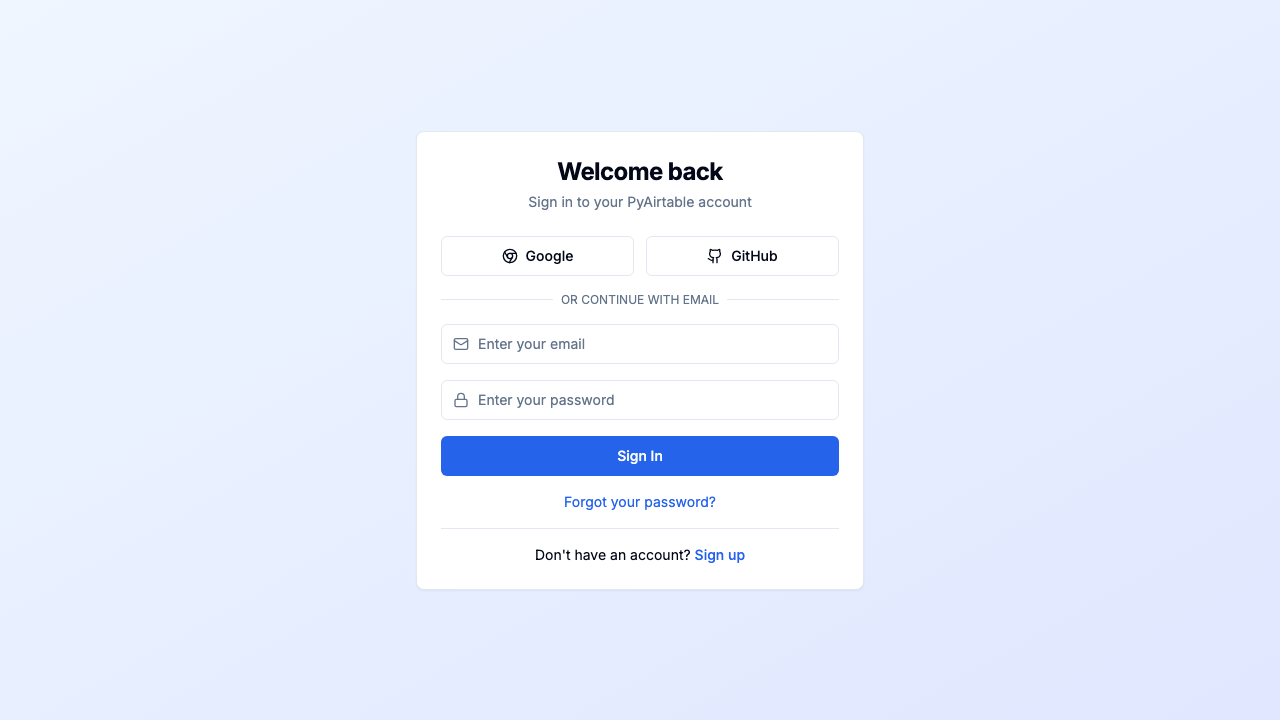 Welcome back
Sign in to your PyAirtable account
Google
GitHub
OR CONTINUE WITH EMAIL
Enter your email
Enter your password
Sign In
Forgot your password?
Don't have an account? Sign up